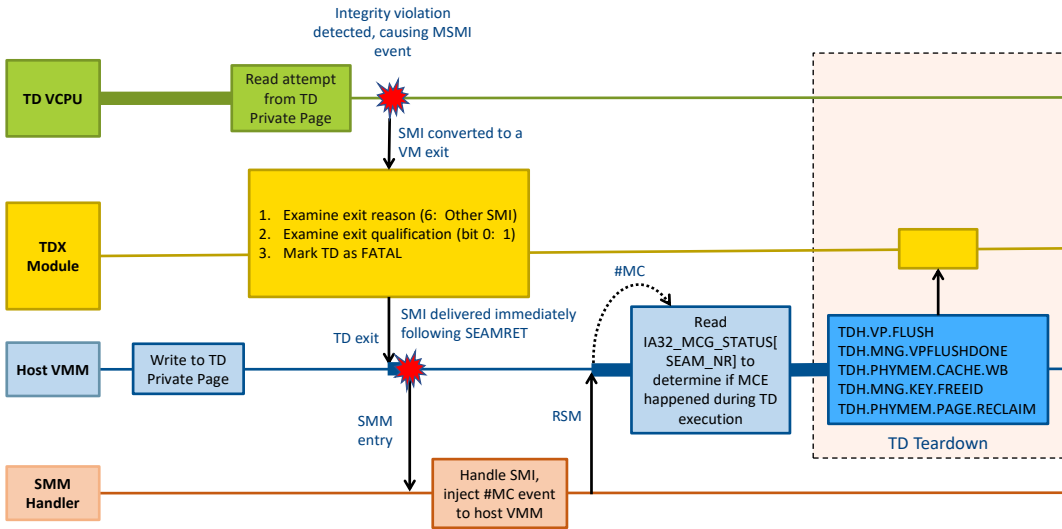 Integrity violation
detected, causing MSMI
event
TD VCPU
Read attempt
from TD
Private Page
SMI converted to a
VM exit
TDX
Module
1. Examine exit reason (6: Other SMI)
2. Examine exit qualification (bit 0: 1)
3. Mark TD as FATAL
#MC
TD exit
SMI delivered immediately
following SEAMRET
Host VMM
Write to TD
Private Page
Read
IA32_MCG_STATUS[
SEAM_NR] to
determine if MCE
happened during TD
execution
TDH.VP.FLUSH
TDH.MNG.VPFLUSHDONE
TDH.PHYMEM.CACHE.WB
TDH.MNG.KEY.FREEID
TDH.PHYMEM.PAGE.RECLAIM
TD Teardown
SMM
entry
RSM
SMM
Handler
Handle SMI,
inject #MC event
to host VMM